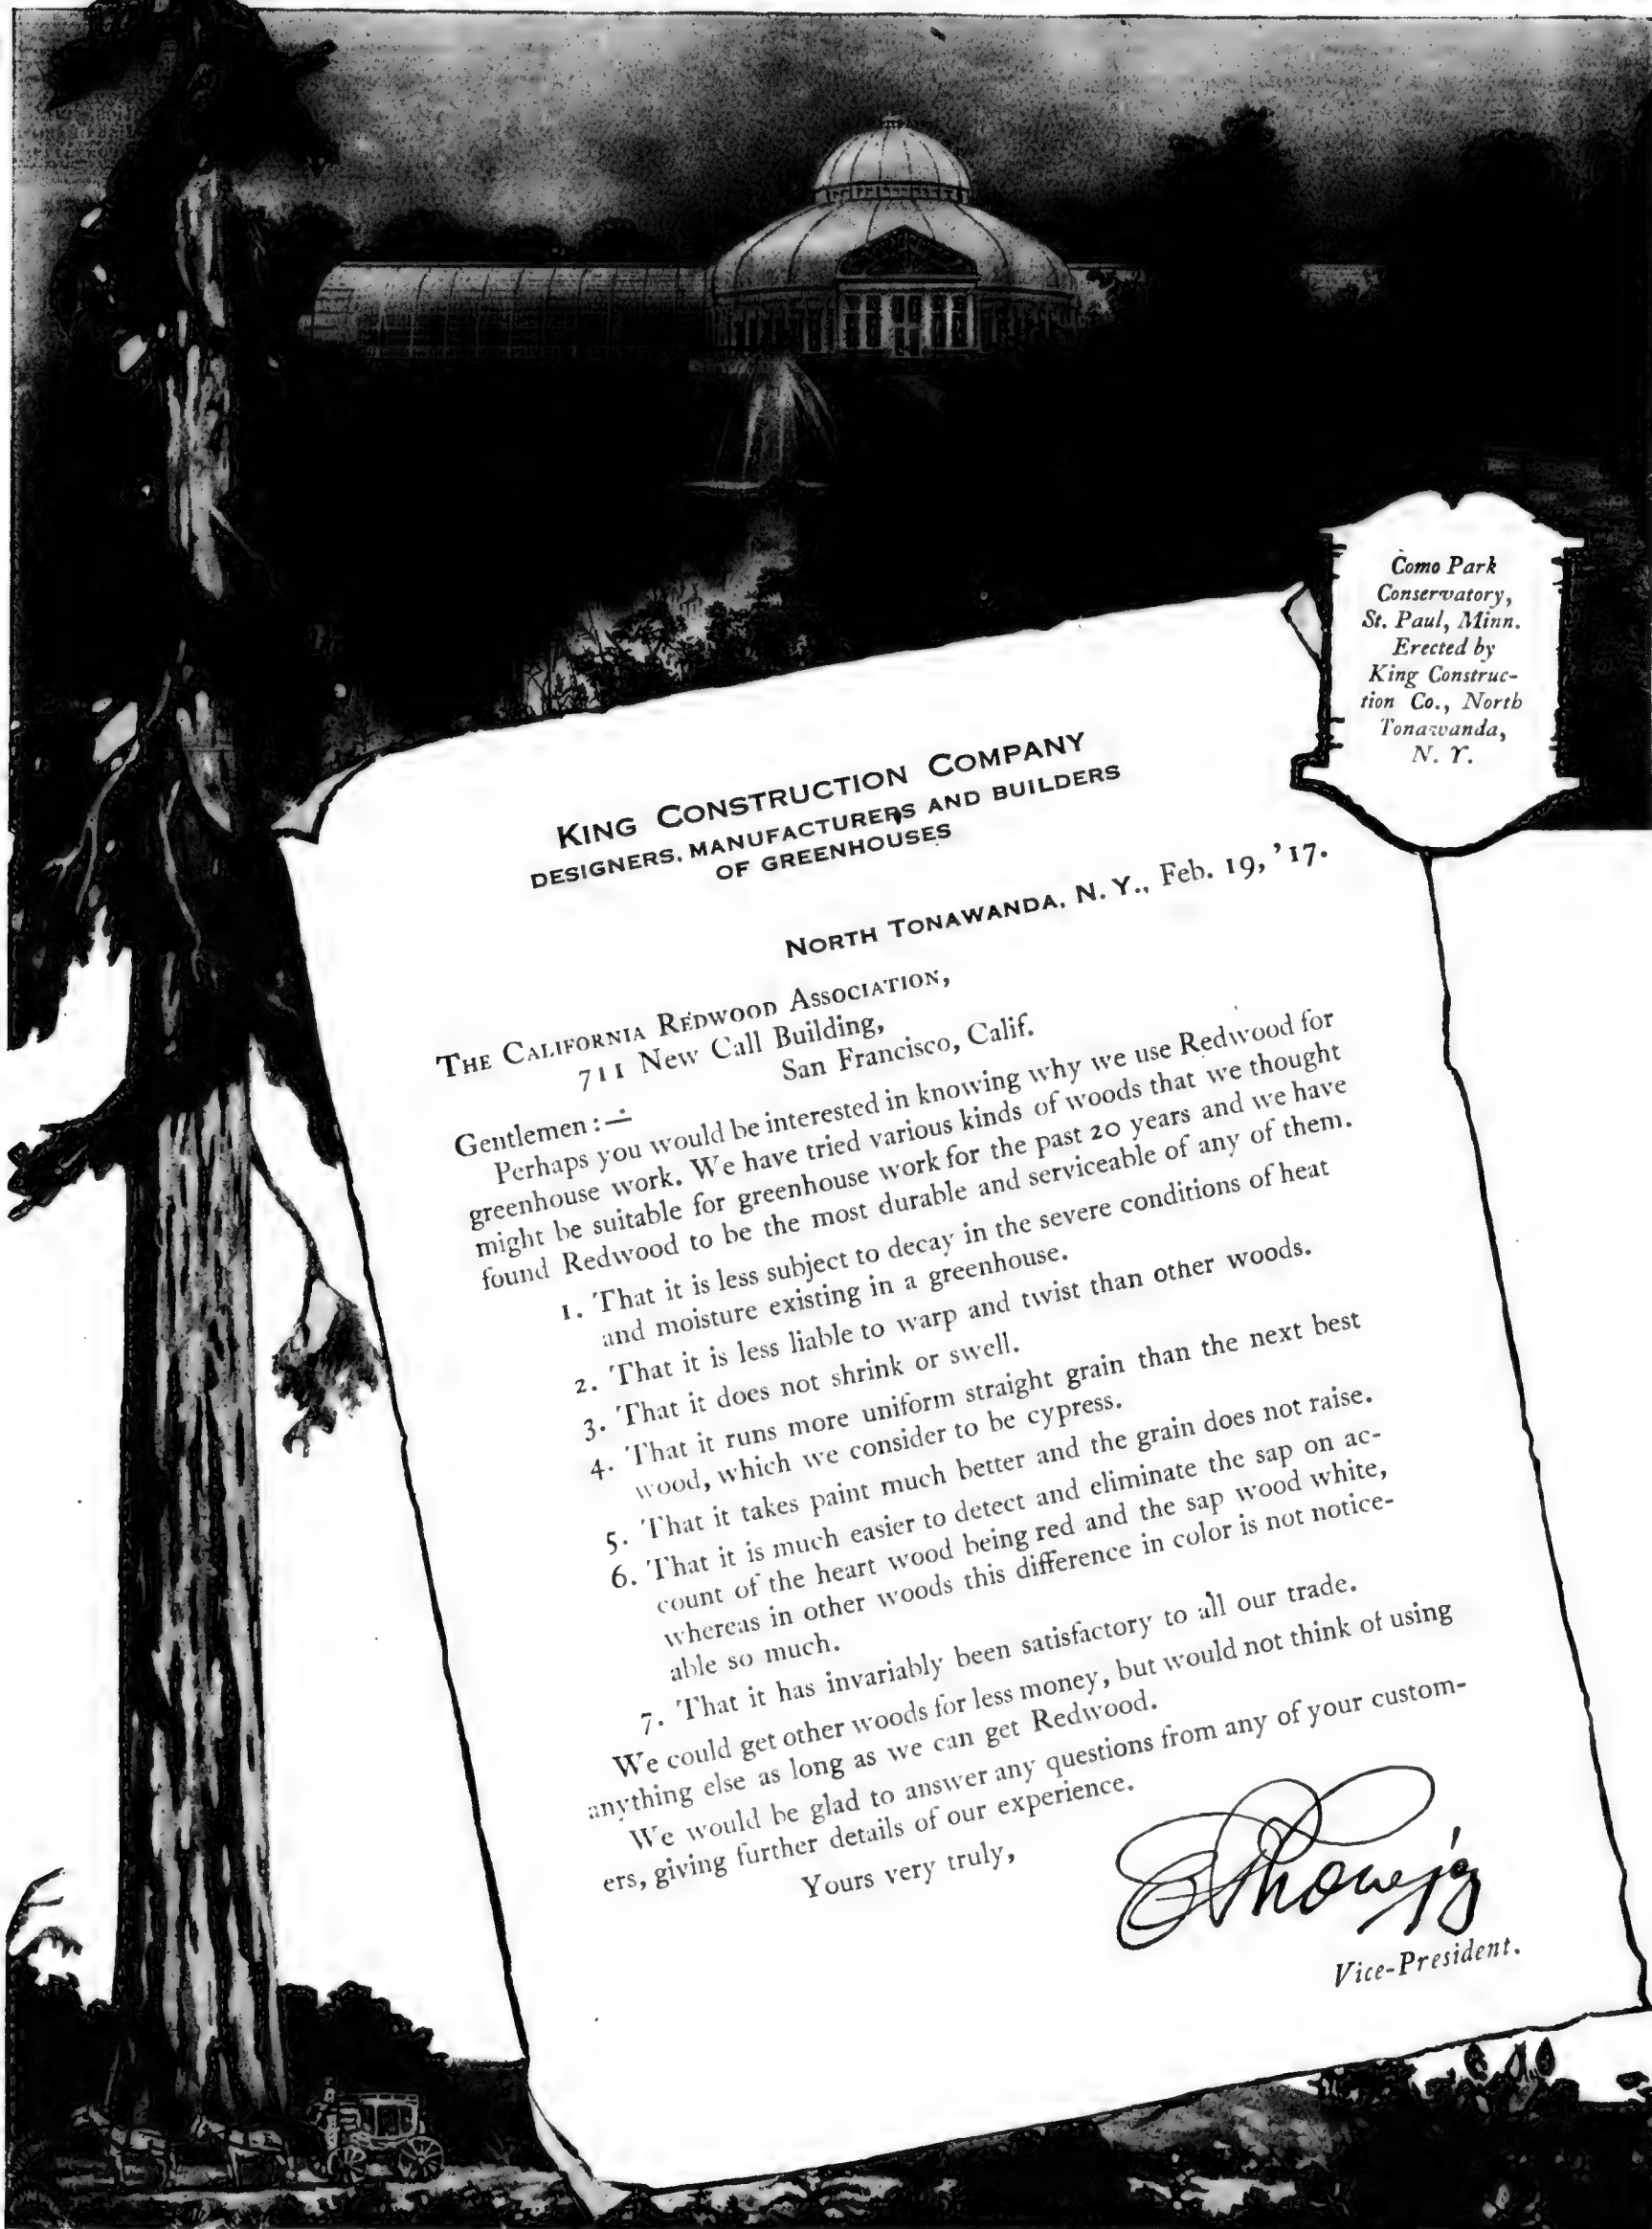 Como Park
Conservatory,
St. Paul, Minn.
Erected by
King Construc-
tion Co., North
Tonawanda,
N. Y.
KING CONSTRUCTION COMPANY
DESIGNERS, MANUFACTURERS AND BUILDERS
OF GREENHOUSES
NORTH TONAWANDA, N. Y., Feb. 19, '17.
THE CALIFORNIA REDWOOD ASSOCIATION,
711 New Call Building,
San Francisco, Calif.
Gentlemen:—
Perhaps you would be interested in knowing why we use Redwood for
greenhouse work. We have tried various kinds of woods that we thought
might be suitable for greenhouse work for the past 20 years and we have
found Redwood to be the most durable and serviceable of any of them.
1. That it is less subject to decay in the severe conditions of heat
and moisture existing in a greenhouse.
2. That it is less liable to warp and twist than other woods.
3. That it does not shrink or swell.
4. That it runs more uniform straight grain than the next best
wood, which we consider to be cypress.
5. That it takes paint much better and the grain does not raise.
6. That it is much easier to detect and eliminate the sap on ac-
count of the heart wood being red and the sap wood white,
whereas in other woods this difference in color is not notice-
able so much.
7. That it has invariably been satisfactory to all our trade.
We could get other woods for less money, but would not think of using
anything else as long as we can get Redwood.
We would be glad to answer any questions from any of your custom-
ers, giving further details of our experience.
Yours very truly,
Vice-President.